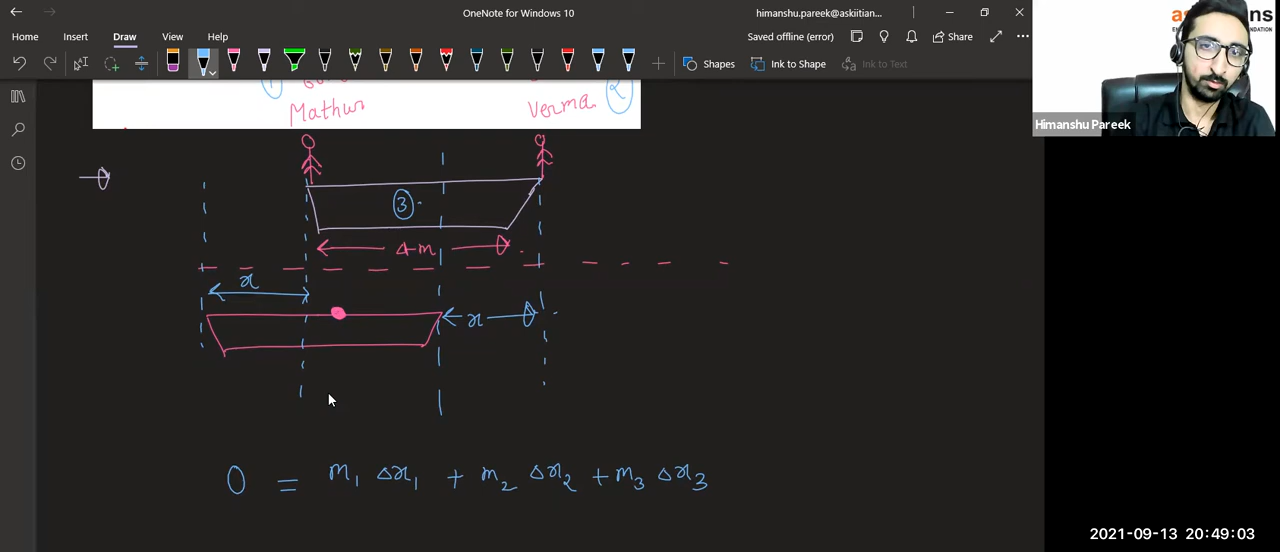 OneNote for Windows 10
himanshu.pareek@askiitian...
Home Insert Draw View Help
Saved offline (error)
Share
Shapes
Ink to Shape
Ink to Text
1
Mathur
Verma
2
Himanshu Pareek
3
4m
x
x
0 = m₁ Δx₁ + m₂ Δx₂ + m₃ Δx₃
2021-09-13 20:49:03